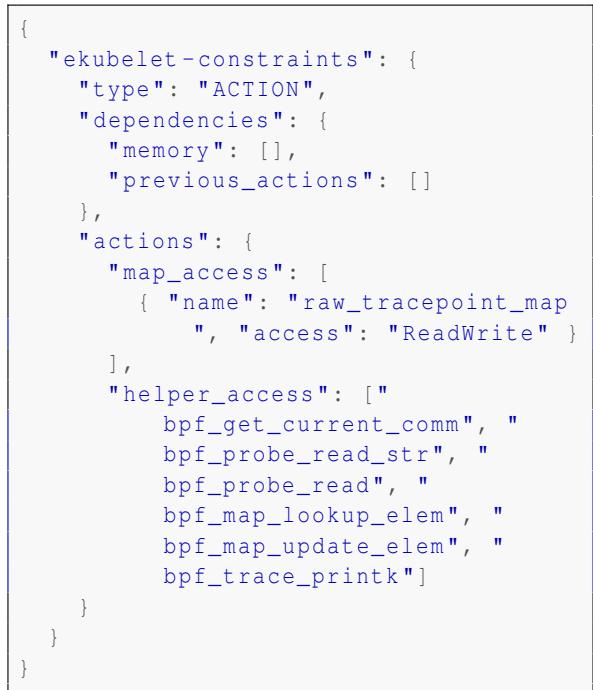 {
  "ekubelet-constraints": {
    "type": "ACTION",
    "dependencies": {
      "memory": [],
      "previous_actions": []
    },
    "actions": {
      "map_access": [
        { "name": "raw_tracepoint_map
            ", "access": "ReadWrite" }
      ],
      "helper_access": ["
          bpf_get_current_comm", "
          bpf_probe_read_str", "
          bpf_probe_read", "
          bpf_map_lookup_elem", "
          bpf_map_update_elem", "
          bpf_trace_printk"]
    }
  }
}